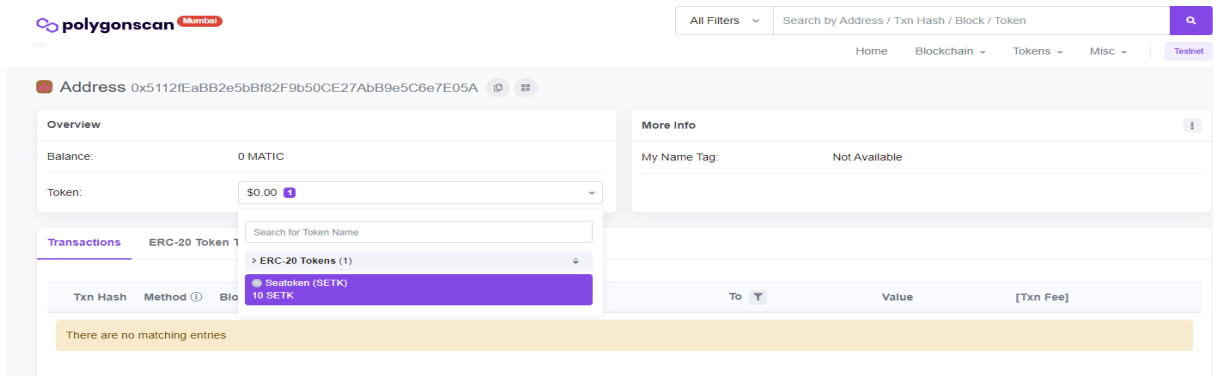 polygonscan Mumbai
All Filters
Search by Address / Txn Hash / Block / Token
Home Blockchain Tokens Misc Testnet
Address 0x5112fEaBB2e5bBf82F9b50CE27AbB9e5C6e7E05A
Overview
More Info
Balance: 0 MATIC
My Name Tag: Not Available
Token: $0.00 1
Search for Token Name
Transactions ERC-20 Token T
> ERC-20 Tokens (1)
Seatoken (SETK)
10 SETK
Txn Hash Method Blo To Value [Txn Fee]
There are no matching entries